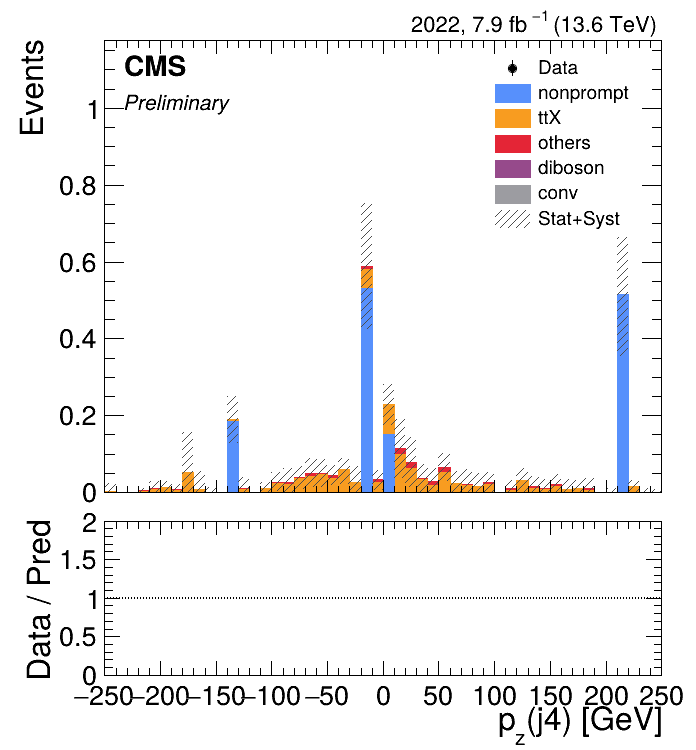 2022, 7.9 fb⁻¹ (13.6 TeV)
CMS
Preliminary
Events
Data
nonprompt
ttX
others
diboson
conv
Stat+Syst
1
0.8
0.6
0.4
0.2
0
Data / Pred
2
1.5
1
0.5
0
−250 −200 −150 −100 −50 0 50 100 150 200 250
p_z(j4) [GeV]